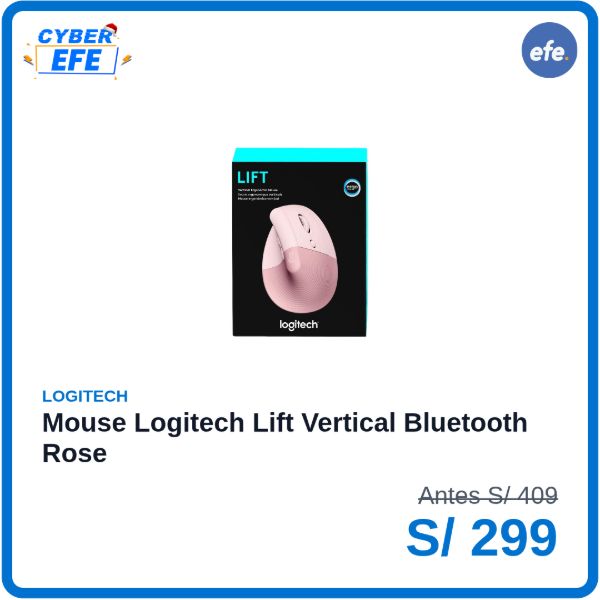 CYBER
EFE
efe.
LIFT
logitech
LOGITECH
Mouse Logitech Lift Vertical Bluetooth
Rose
Antes S/ 409
S/ 299